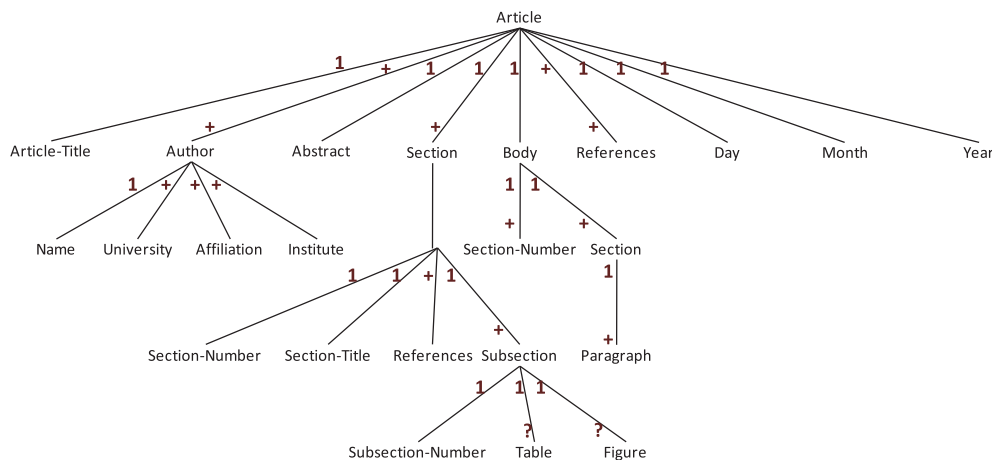 Article
1 + 1 1 1 + 1 1 1
+ + +
Article-Title Author Abstract Section Body References Day Month Year
1 + + + 1 1
+ +
Name University Affiliation Institute Section-Number Section
1 1 + 1 1
+ +
Section-Number Section-Title References Subsection Paragraph
1 1 1
? ?
Subsection-Number Table Figure